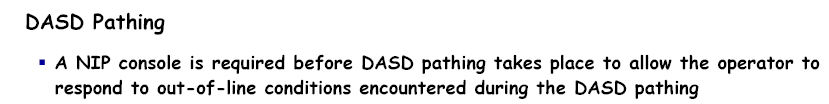 DASD Pathing
▪ A NIP console is required before DASD pathing takes place to allow the operator to
respond to out-of-line conditions encountered during the DASD pathing